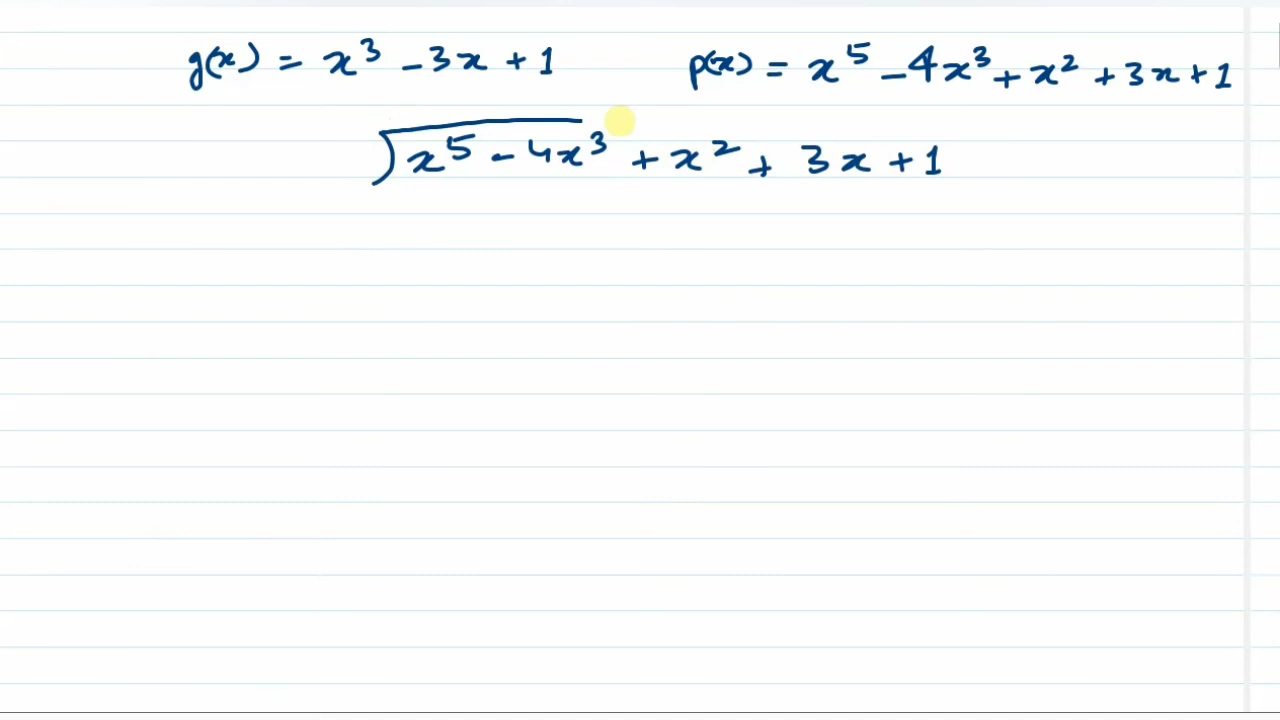 g(x) = x³ - 3x + 1 p(x) = x⁵ - 4x³ + x² + 3x + 1
) x⁵ - 4x³ + x² + 3x + 1